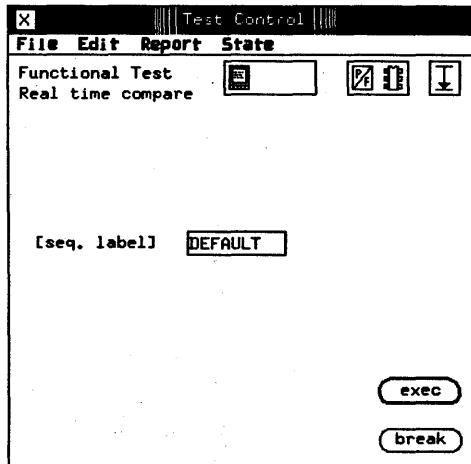 X Test Control
File Edit Report State
Functional Test
Real time compare
P/F
[seq. label] DEFAULT
exec
break